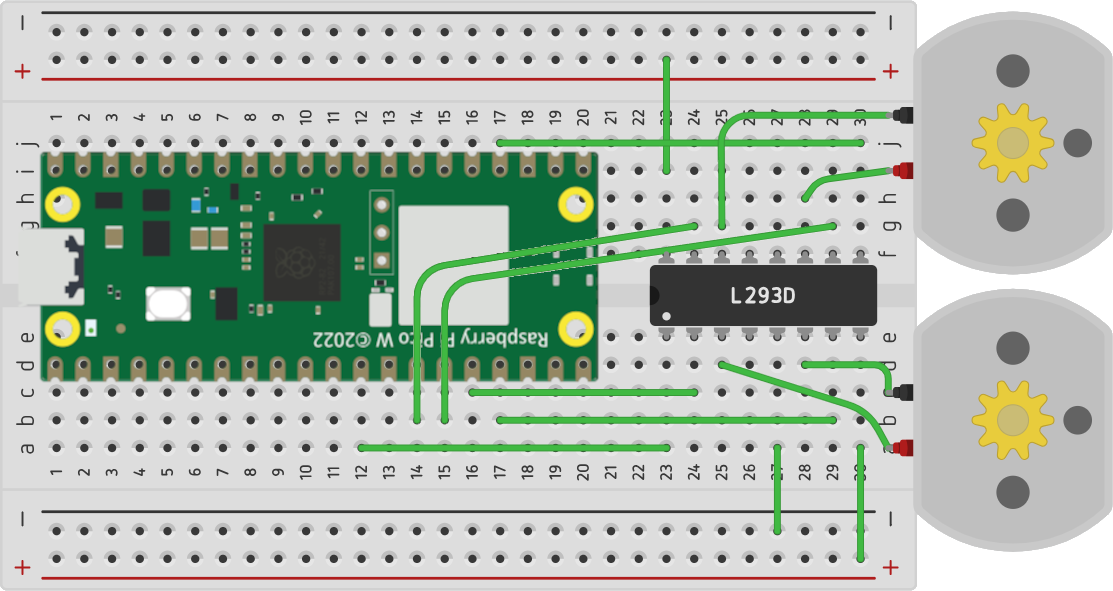 − −
+ +
1 2 3 4 5 6 7 8 9 10 11 12 13 14 15 16 17 18 19 20 21 22 23 24 25 26 27 28 29 30
j j
i i
h h
g g
f f
L293D
Raspberry Pi Pico W ©2022
e e
d d
c
b b
a
1 2 3 4 5 6 7 8 9 10 11 12 13 14 15 16 17 18 19 20 21 22 23 24 25 26 27 28 29 30
− −
+ +